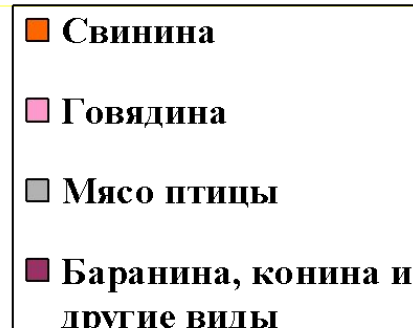 Свинина
Говядина
Мясо птицы
Баранина, конина и
другие виды